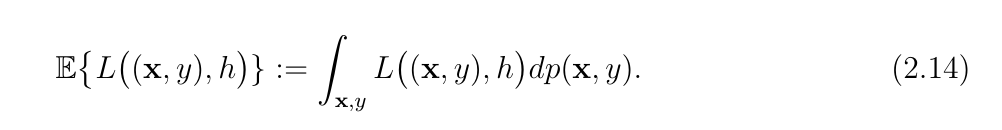 𝔼{L((𝐱, y), h)} := ∫_{𝐱,y} L((𝐱, y), h)dp(𝐱, y). (2.14)